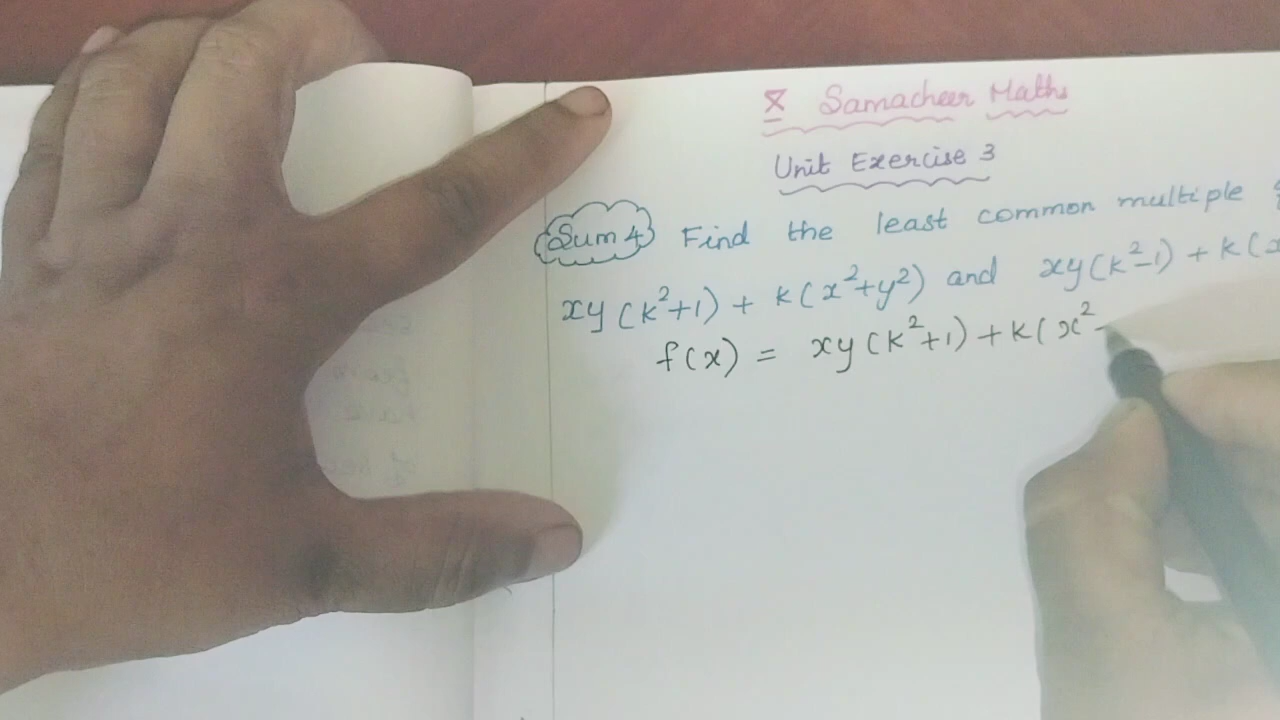 X Samacheer Maths
Unit Exercise 3
Sum 4 Find the least common multiple
xy(k²+1) + k(x²+y²) and xy(k²-1) + k(x
f(x) = xy(k²+1) + k(x²